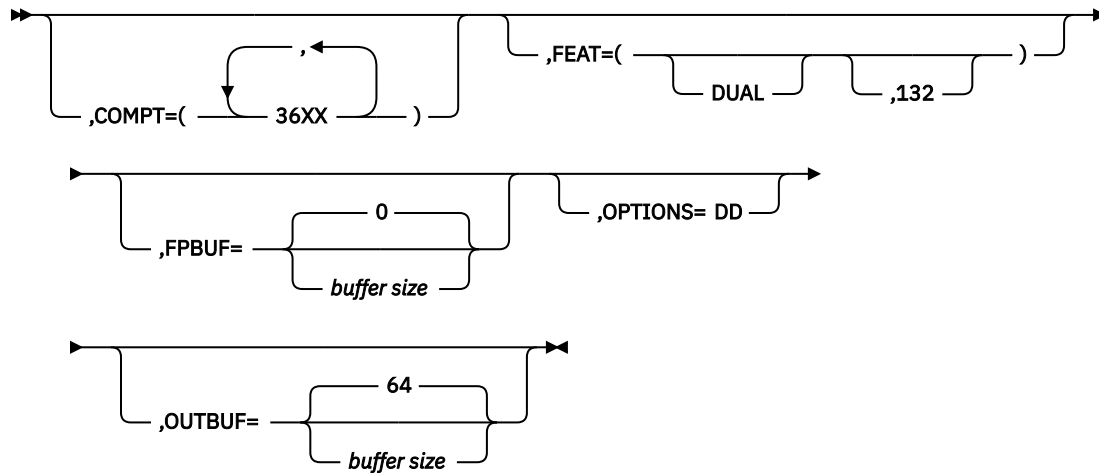 ,
,COMPT=( 36XX )
,FEAT=( DUAL ,132 )
0
,FPBUF= buffer size
,OPTIONS= DD
64
,OUTBUF= buffer size